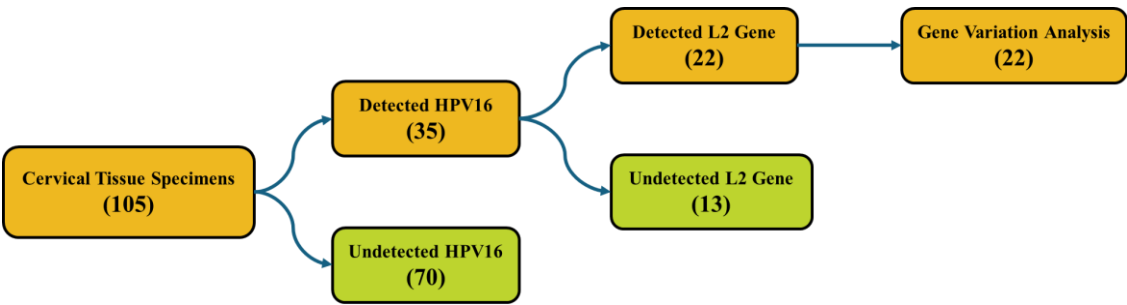 Cervical Tissue Specimens
(105)
Detected HPV16
(35)
Undetected HPV16
(70)
Detected L2 Gene
(22)
Undetected L2 Gene
(13)
Gene Variation Analysis
(22)